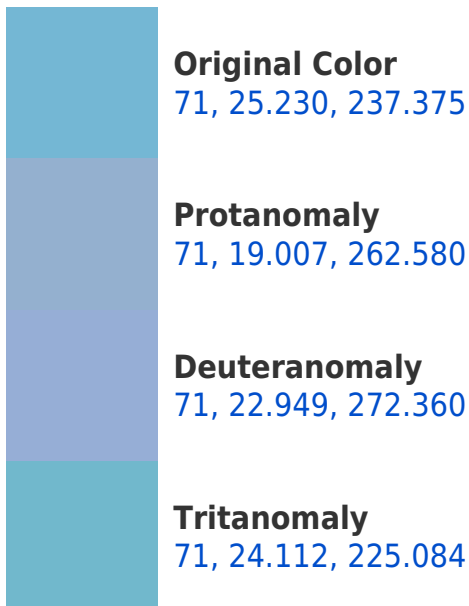 Original Color
71, 25.230, 237.375
Protanomaly
71, 19.007, 262.580
Deuteranomaly
71, 22.949, 272.360
Tritanomaly
71, 24.112, 225.084